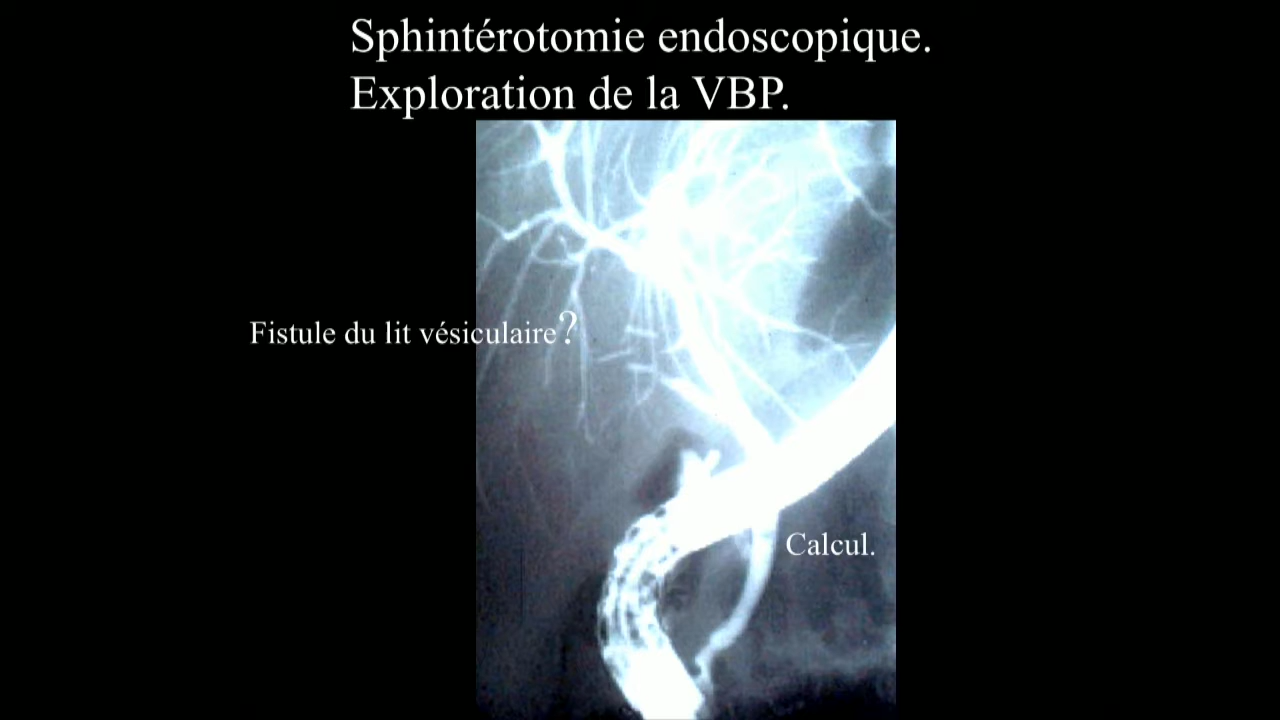 Sphintérotomie endoscopique.
Exploration de la VBP.
Fistule du lit vésiculaire?
Calcul.